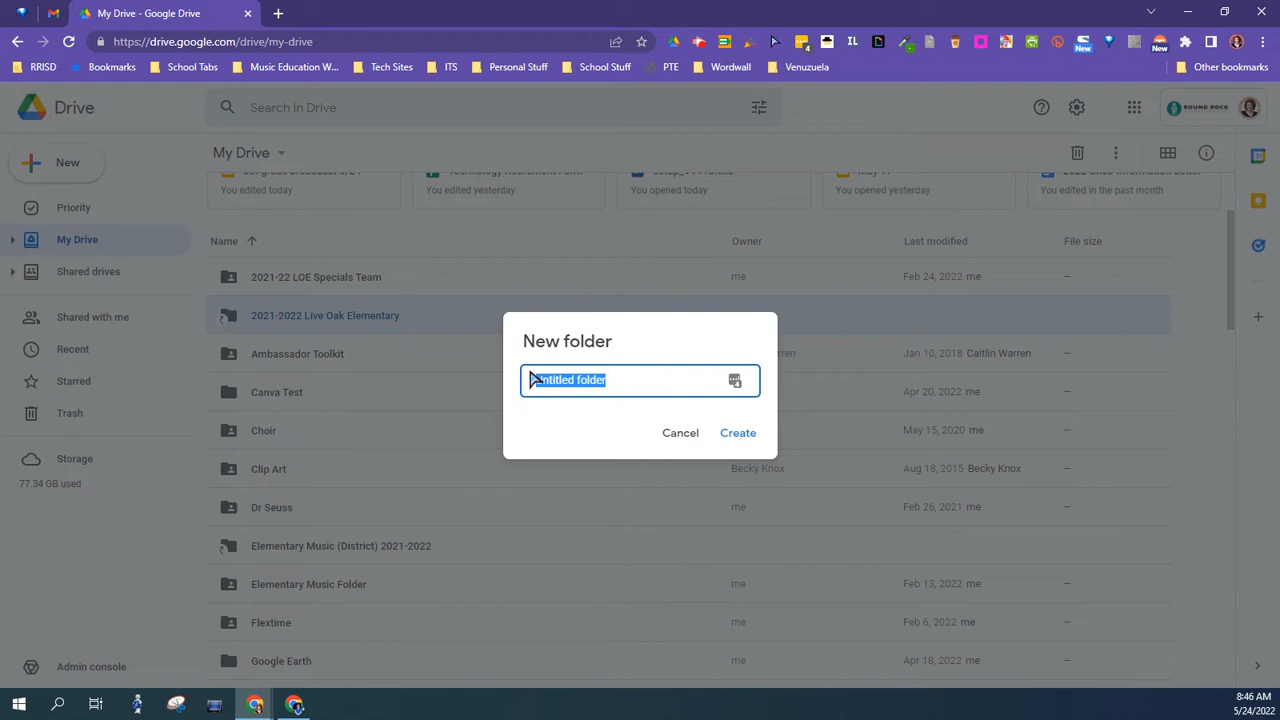 My Drive - Google Drive
https://drive.google.com/drive/my-drive
IL
New
New
RRISD
Bookmarks
School Tabs
Music Education W...
Tech Sites
ITS
Personal Stuff
School Stuff
PTE
Wordwall
Venuzuela
Other bookmarks
Drive
Search in Drive
ROUND ROCK
New
My Drive
You edited today
You edited yesterday
You opened today
You opened yesterday
You edited in the past month
Priority
My Drive
Shared drives
Shared with me
Recent
Starred
Trash
Storage
77.34 GB used
Admin console
Name
Owner
Last modified
File size
2021-22 LOE Specials Team
me
Feb 24, 2022 me
–
2021-2022 Live Oak Elementary
Ambassador Toolkit
Jan 10, 2018 Caitlin Warren
–
Canva Test
Apr 20, 2022 me
–
Choir
May 15, 2020 me
–
Clip Art
Becky Knox
Aug 18, 2015 Becky Knox
–
Dr Seuss
me
Feb 26, 2021 me
–
Elementary Music (District) 2021-2022
Elementary Music Folder
me
Feb 13, 2022 me
–
Flextime
me
Feb 6, 2022 me
–
Google Earth
me
Apr 18, 2022 me
–
New folder
Untitled folder
Cancel
Create
8:46 AM
5/24/2022